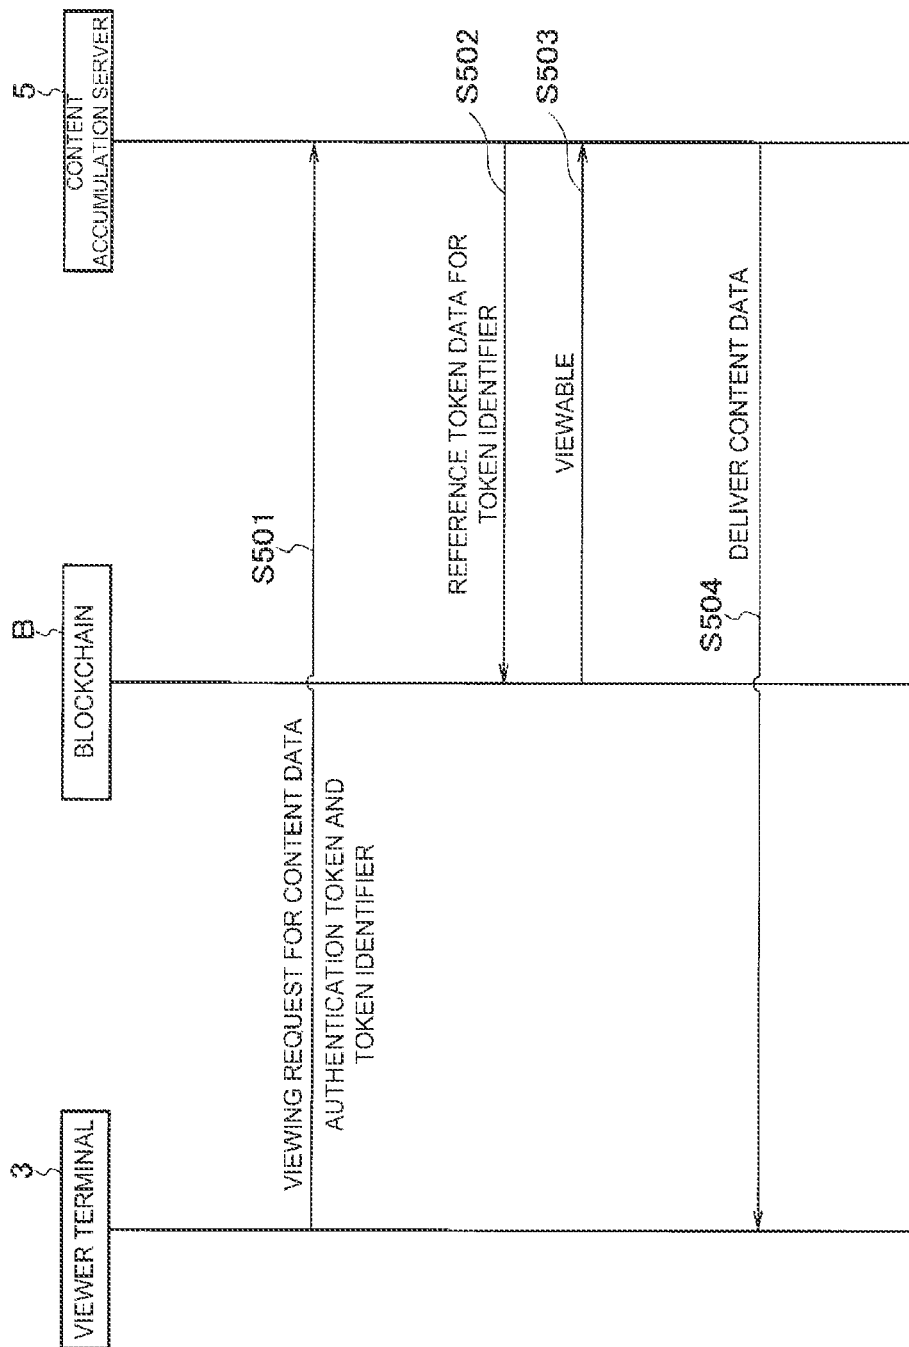 3
VIEWER TERMINAL
B
BLOCKCHAIN
5
CONTENT
ACCUMULATION SERVER
VIEWING REQUEST FOR CONTENT DATA
S501
AUTHENTICATION TOKEN AND
TOKEN IDENTIFIER
REFERENCE TOKEN DATA FOR
TOKEN IDENTIFIER
S502
VIEWABLE
S503
S504
DELIVER CONTENT DATA